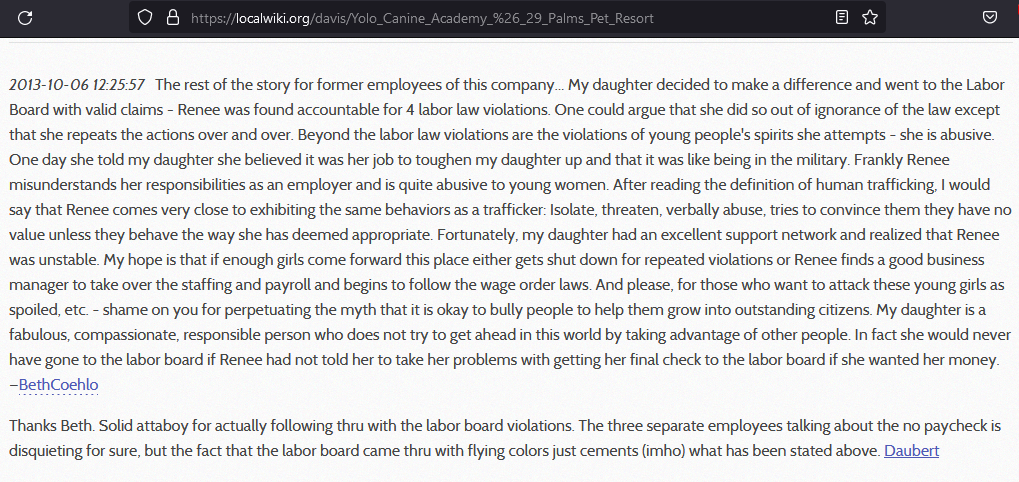 https://localwiki.org/davis/Yolo_Canine_Academy_%26_29_Palms_Pet_Resort
2013-10-06 12:25:57 The rest of the story for former employees of this company... My daughter decided to make a difference and went to the Labor
Board with valid claims - Renee was found accountable for 4 labor law violations. One could argue that she did so out of ignorance of the law except
that she repeats the actions over and over. Beyond the labor law violations are the violations of young people's spirits she attempts - she is abusive.
One day she told my daughter she believed it was her job to toughen my daughter up and that it was like being in the military. Frankly Renee
misunderstands her responsibilities as an employer and is quite abusive to young women. After reading the definition of human trafficking, I would
say that Renee comes very close to exhibiting the same behaviors as a trafficker: Isolate, threaten, verbally abuse, tries to convince them they have no
value unless they behave the way she has deemed appropriate. Fortunately, my daughter had an excellent support network and realized that Renee
was unstable. My hope is that if enough girls come forward this place either gets shut down for repeated violations or Renee finds a good business
manager to take over the staffing and payroll and begins to follow the wage order laws. And please, for those who want to attack these young girls as
spoiled, etc. - shame on you for perpetuating the myth that it is okay to bully people to help them grow into outstanding citizens. My daughter is a
fabulous, compassionate, responsible person who does not try to get ahead in this world by taking advantage of other people. In fact she would never
have gone to the labor board if Renee had not told her to take her problems with getting her final check to the labor board if she wanted her money.
—BethCoehlo
Thanks Beth. Solid attaboy for actually following thru with the labor board violations. The three separate employees talking about the no paycheck is
disquieting for sure, but the fact that the labor board came thru with flying colors just cements (imho) what has been stated above. Daubert